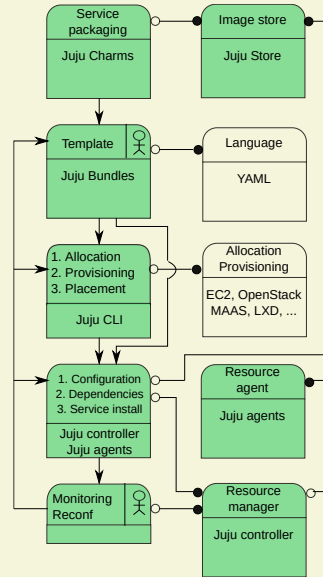 Service
packaging
Juju Charms
Image store
Juju Store
Template
Juju Bundles
Language
YAML
1. Allocation
2. Provisioning
3. Placement
Juju CLI
Allocation
Provisioning
EC2, OpenStack
MAAS, LXD, ...
1. Configuration
2. Dependencies
3. Service install
Juju controller
Juju agents
Resource
agent
Juju agents
Monitoring
Reconf
Resource
manager
Juju controller